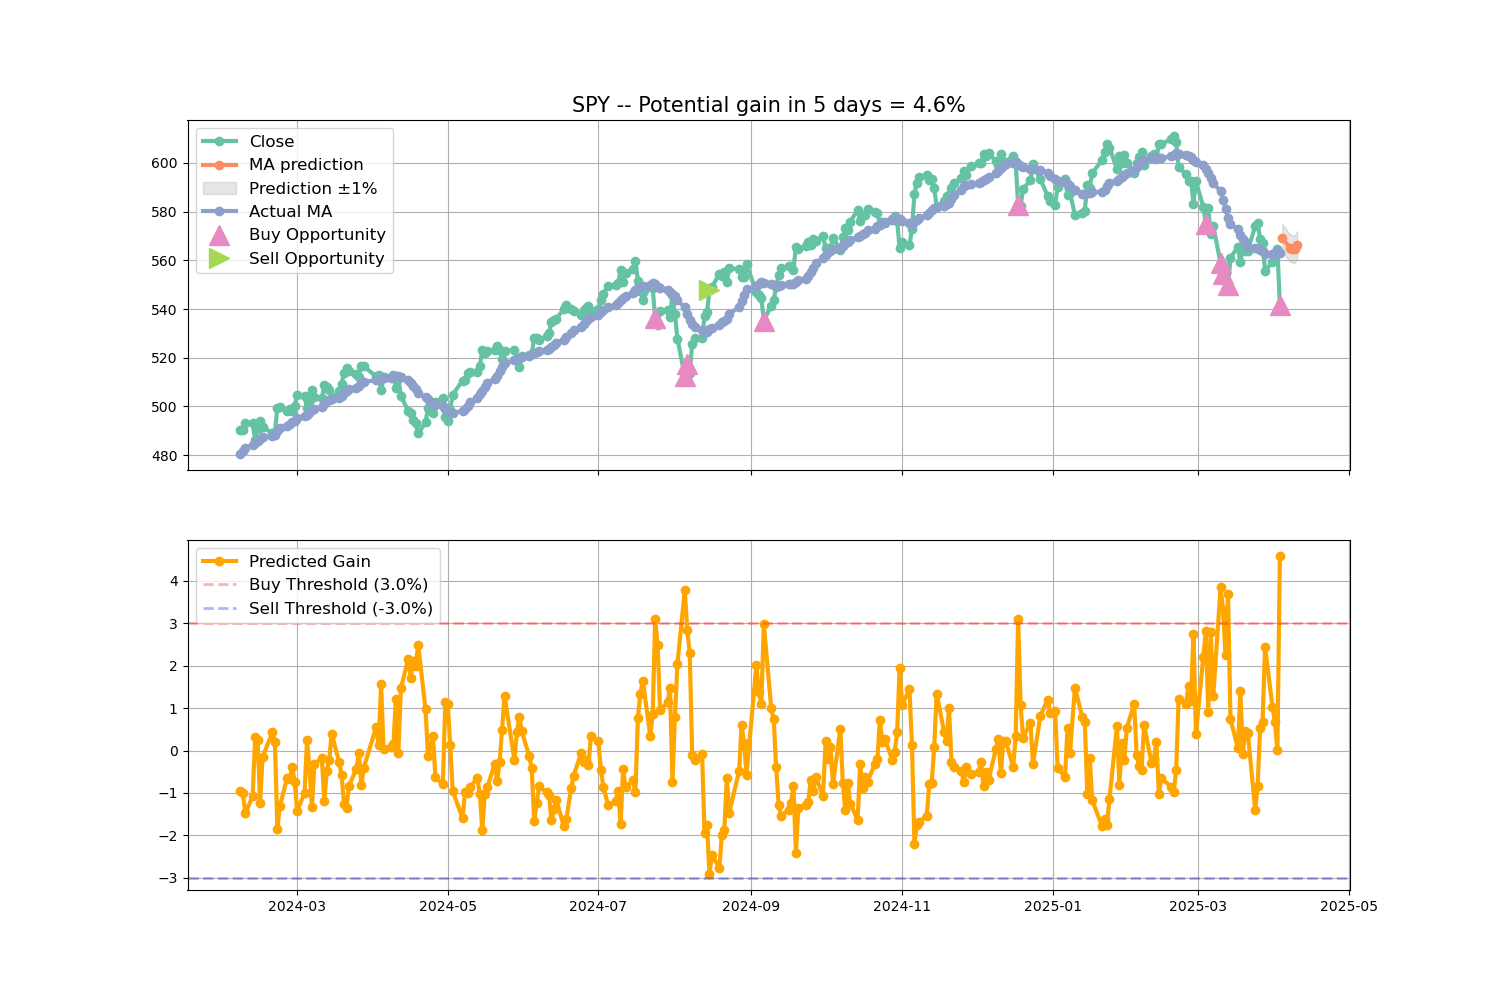 SPY -- Potential gain in 5 days = 4.6%
Close
MA prediction
Prediction ±1%
Actual MA
Buy Opportunity
Sell Opportunity
600
580
560
540
520
500
480
Predicted Gain
Buy Threshold (3.0%)
Sell Threshold (-3.0%)
4
3
2
1
0
−1
−2
−3
2024-03 2024-05 2024-07 2024-09 2024-11 2025-01 2025-03 2025-05